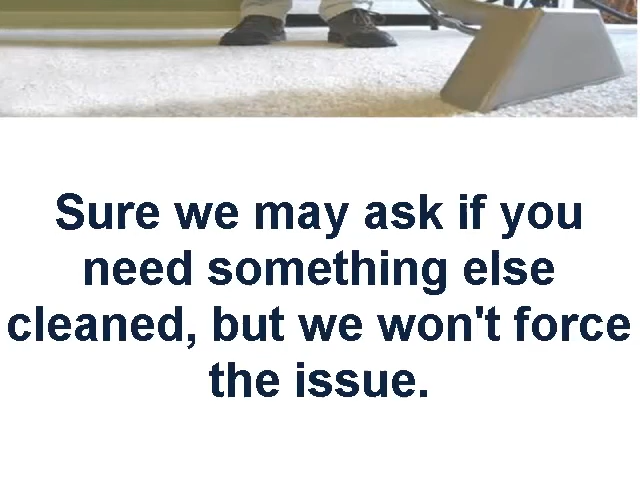 Sure we may ask if you
need something else
cleaned, but we won't force
the issue.